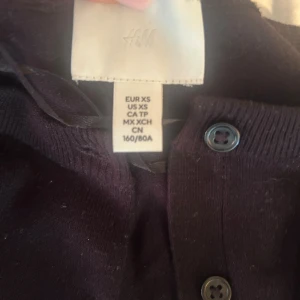 H&M
EUR XS
US XS
CA TP
MX XCH
CN
160/80A